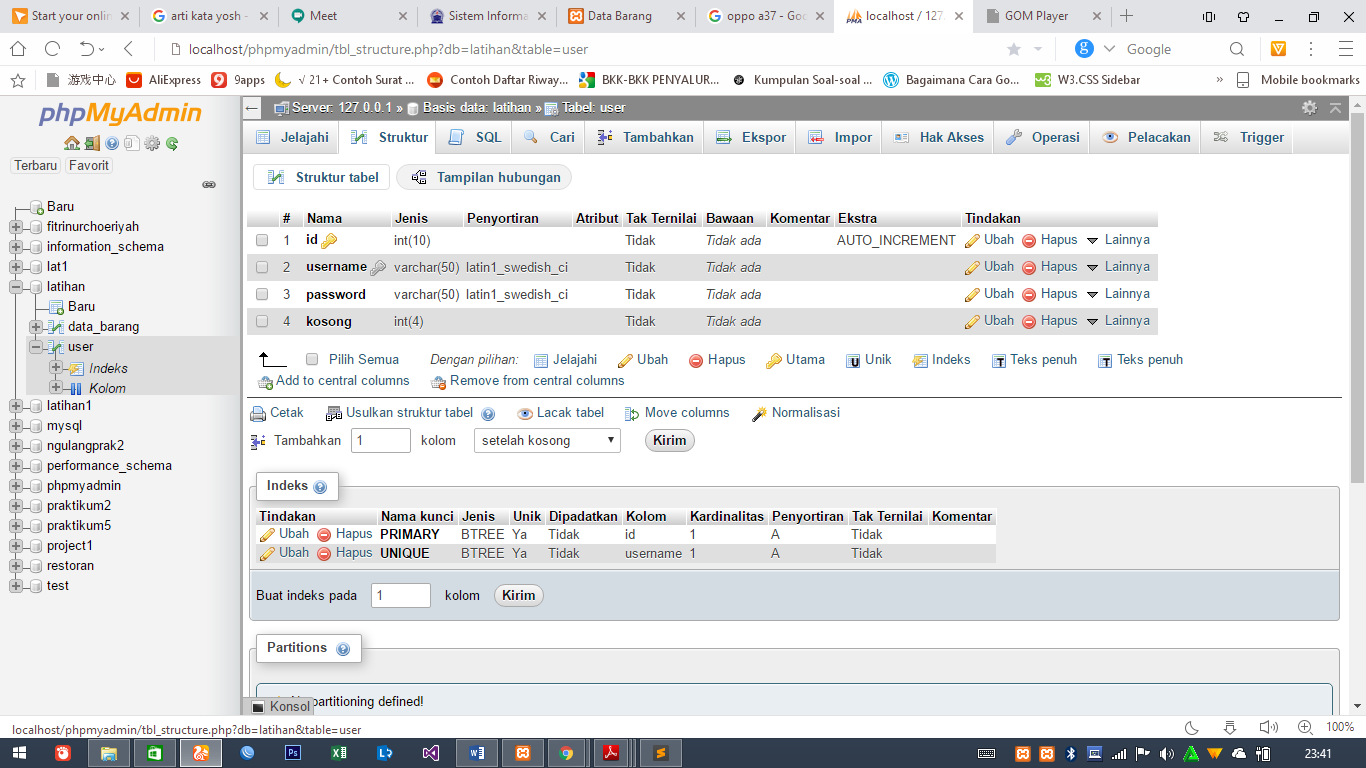 Start your onlin
arti kata yosh -
Meet
Sistem Informa
Data Barang
oppo a37 - Goo
localhost / 127.
GOM Player
localhost/phpmyadmin/tbl_structure.php?db=latihan&table=user
Google
游戏中心
AliExpress
9apps
√ 21+ Contoh Surat ...
Contoh Daftar Riway...
BKK-BKK PENYALUR...
Kumpulan Soal-soal ...
Bagaimana Cara Go...
W3.CSS Sidebar
»
Mobile bookmarks
phpMyAdmin
Terbaru Favorit
Baru
fitrinurchoeriyah
information_schema
lat1
latihan
Baru
data_barang
user
Indeks
Kolom
latihan1
mysql
ngulangprak2
performance_schema
phpmyadmin
praktikum2
praktikum5
project1
restoran
test
Server: 127.0.0.1 » Basis data: latihan » Tabel: user
Jelajahi Struktur SQL Cari Tambahkan Ekspor Impor Hak Akses Operasi Pelacakan Trigger
Struktur tabel Tampilan hubungan
# Nama Jenis Penyortiran Atribut Tak Ternilai Bawaan Komentar Ekstra Tindakan
1 id int(10) Tidak Tidak ada AUTO_INCREMENT Ubah Hapus Lainnya
2 username varchar(50) latin1_swedish_ci Tidak Tidak ada Ubah Hapus Lainnya
3 password varchar(50) latin1_swedish_ci Tidak Tidak ada Ubah Hapus Lainnya
4 kosong int(4) Tidak Tidak ada Ubah Hapus Lainnya
Pilih Semua Dengan pilihan: Jelajahi Ubah Hapus Utama Unik Indeks Teks penuh Teks penuh
Add to central columns Remove from central columns
Cetak Usulkan struktur tabel Lacak tabel Move columns Normalisasi
Tambahkan 1 kolom setelah kosong Kirim
Indeks
Tindakan Nama kunci Jenis Unik Dipadatkan Kolom Kardinalitas Penyortiran Tak Ternilai Komentar
Ubah Hapus PRIMARY BTREE Ya Tidak id 1 A Tidak
Ubah Hapus UNIQUE BTREE Ya Tidak username 1 A Tidak
Buat indeks pada 1 kolom Kirim
Partitions
partitioning defined!
Konsol
localhost/phpmyadmin/tbl_structure.php?db=latihan&table=user
100%
23:41